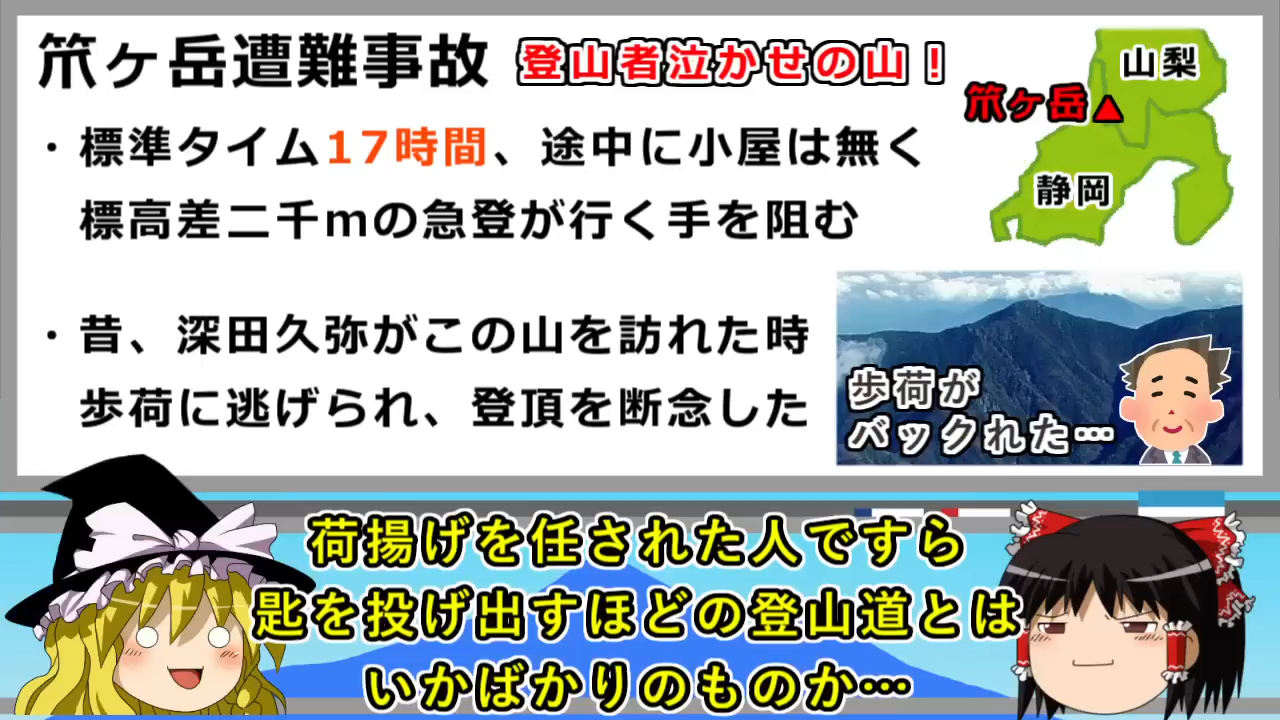 笊ヶ岳遭難事故 登山者泣かせの山！
・標準タイム17時間、途中に小屋は無く
標高差二千mの急登が行く手を阻む
・昔、深田久弥がこの山を訪れた時
歩荷に逃げられ、登頂を断念した
山梨
笊ヶ岳▲
静岡
歩荷が
バックれた…
荷揚げを任された人ですら
匙を投げ出すほどの登山道とは
いかばかりのものか…